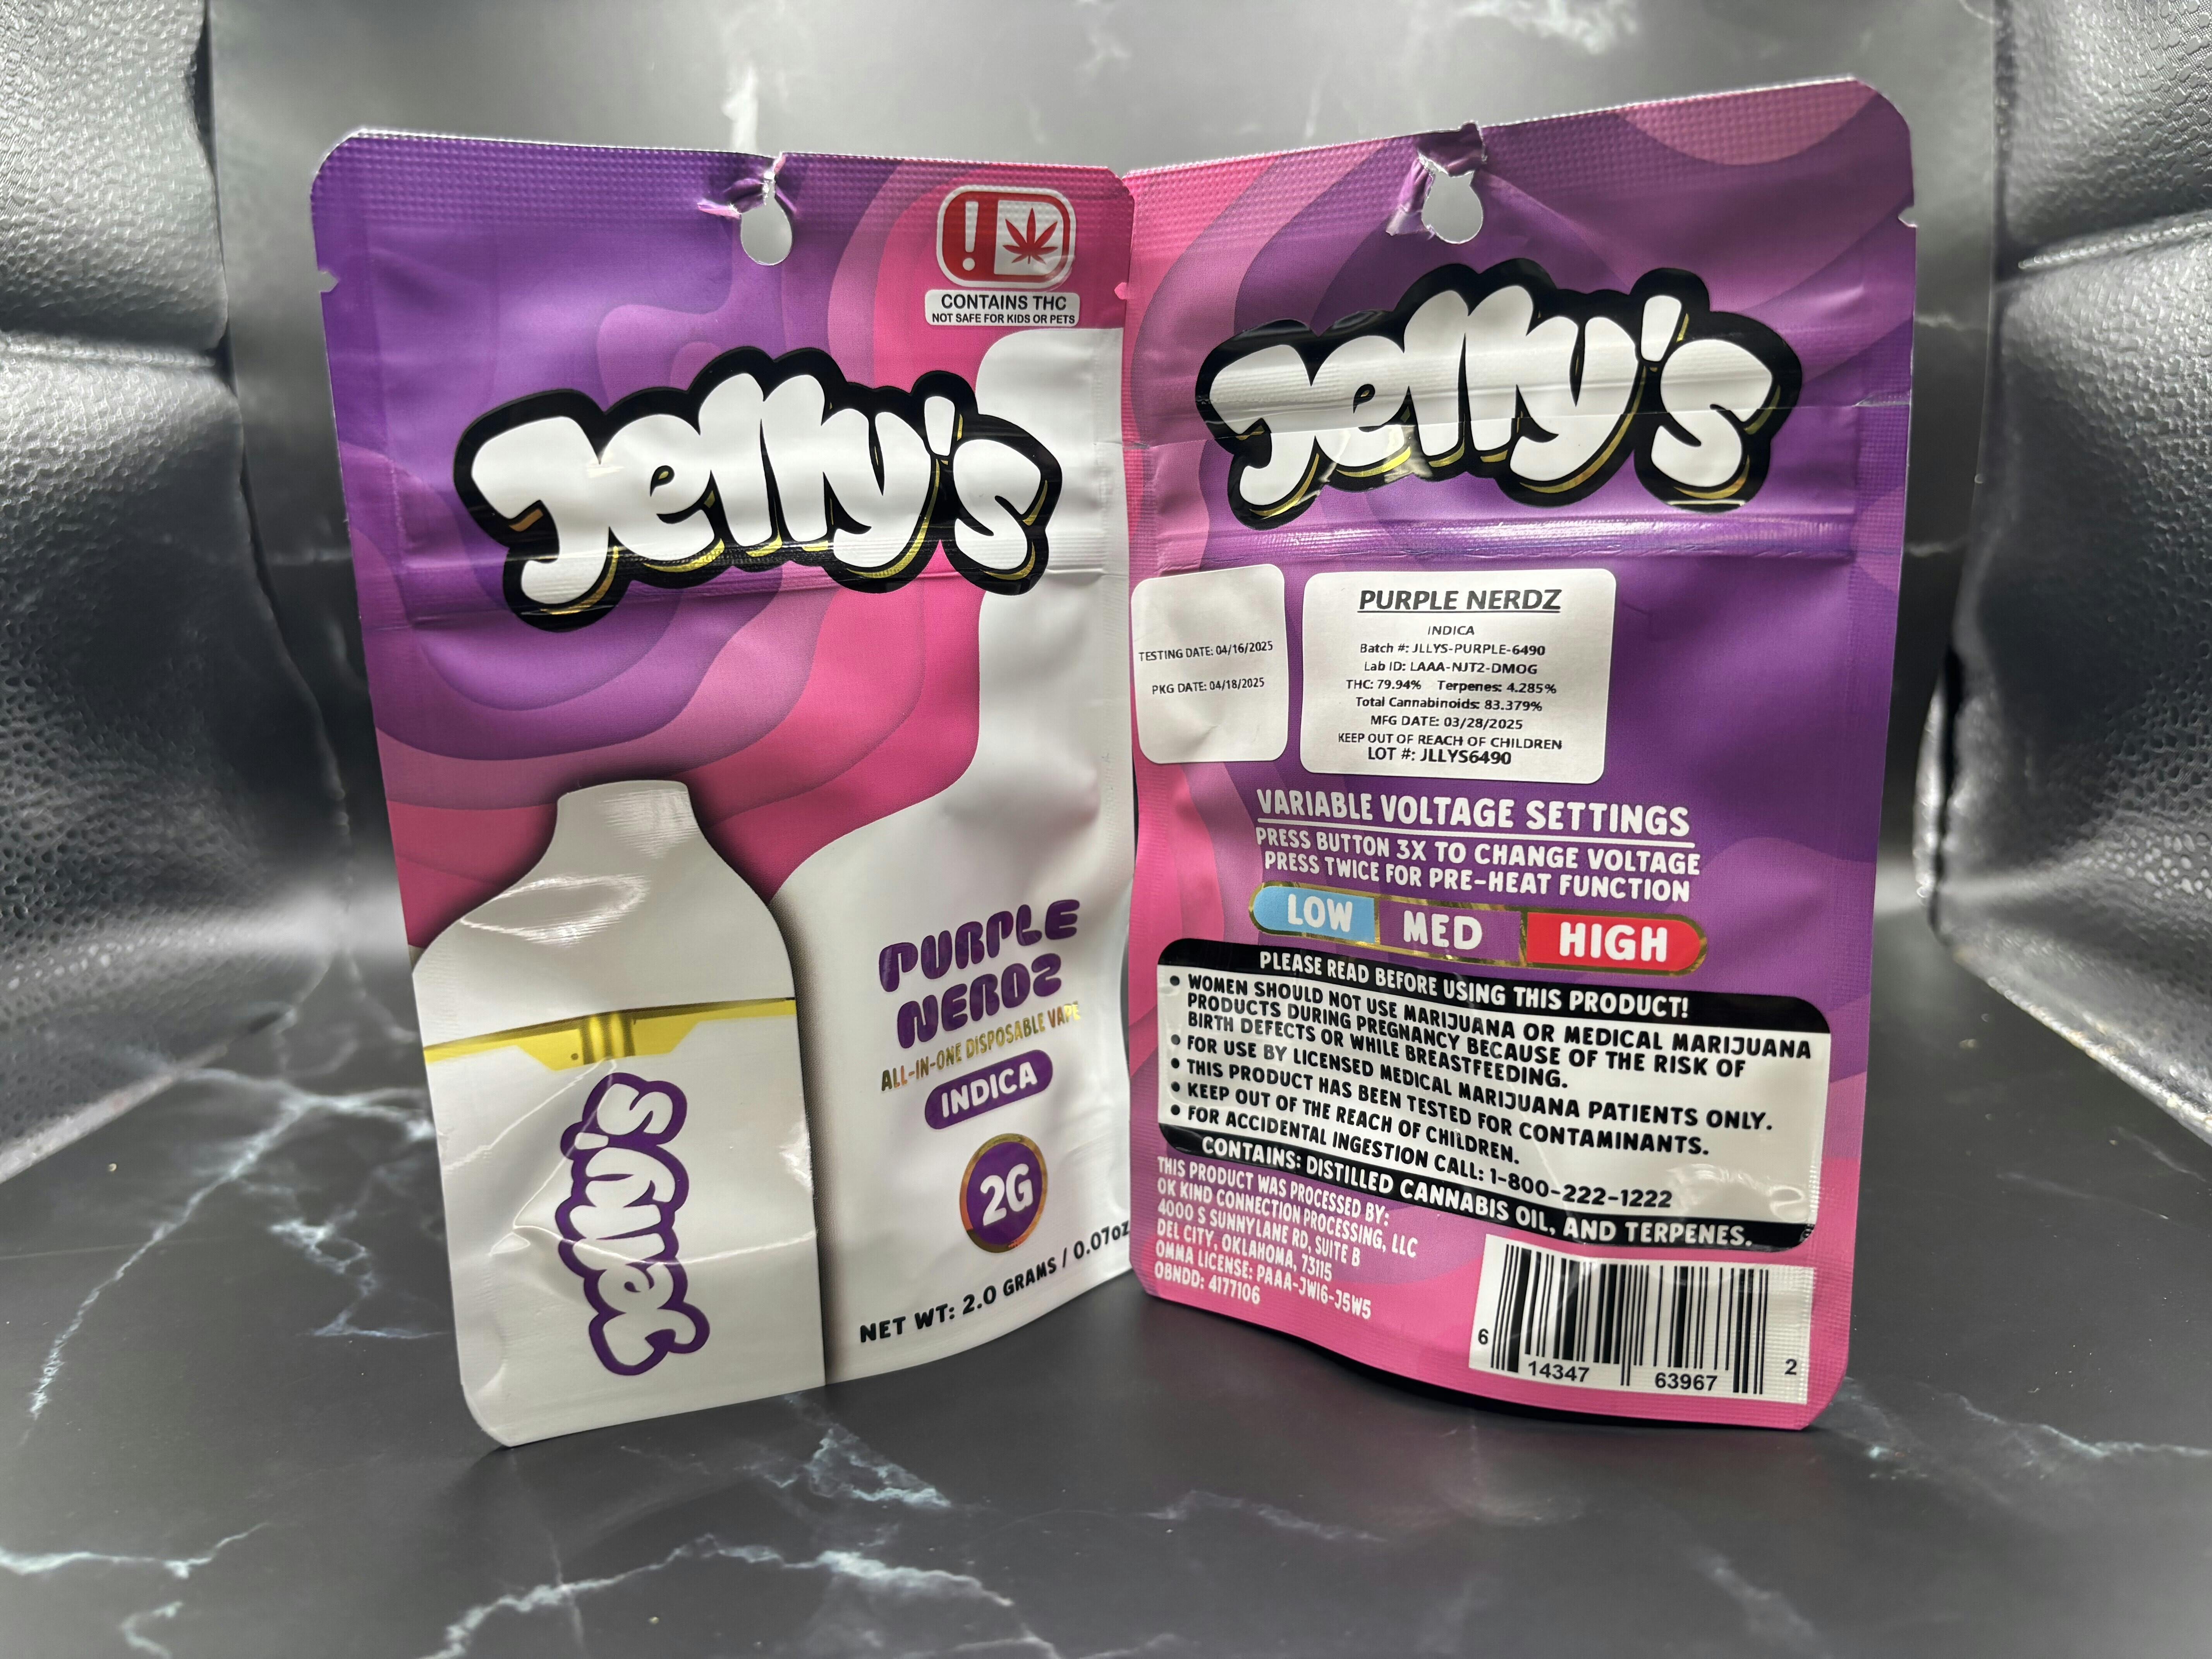 CONTAINS THC
NOT SAFE FOR KIDS OR PETS
Jelly's
PURPLE
NERDZ
ALL-IN-ONE DISPOSABLE VAPE
INDICA
2G
NET WT: 2.0 GRAMS / 0.07oz
Jelly's
Jelly's
TESTING DATE: 04/16/2025
PKG DATE: 04/18/2025
PURPLE NERDZ
INDICA
Batch #: JLLYS-PURPLE-6490
Lab ID: LAAA-NJT2-DMOG
THC: 79.94% Terpenes: 4.285%
Total Cannabinoids: 83.379%
MFG DATE: 03/28/2025
KEEP OUT OF REACH OF CHILDREN
LOT #: JLLYS6490
VARIABLE VOLTAGE SETTINGS
PRESS BUTTON 3X TO CHANGE VOLTAGE
PRESS TWICE FOR PRE-HEAT FUNCTION
LOW MED HIGH
PLEASE READ BEFORE USING THIS PRODUCT!
• WOMEN SHOULD NOT USE MARIJUANA OR MEDICAL MARIJUANA
PRODUCTS DURING PREGNANCY BECAUSE OF THE RISK OF
BIRTH DEFECTS OR WHILE BREASTFEEDING.
• FOR USE BY LICENSED MEDICAL MARIJUANA PATIENTS ONLY.
• THIS PRODUCT HAS BEEN TESTED FOR CONTAMINANTS.
• KEEP OUT OF THE REACH OF CHILDREN.
• FOR ACCIDENTAL INGESTION CALL: 1-800-222-1222
CONTAINS: DISTILLED CANNABIS OIL, AND TERPENES.
THIS PRODUCT WAS PROCESSED BY:
OK KIND CONNECTION PROCESSING, LLC
4000 S SUNNYLANE RD, SUITE B
DEL CITY, OKLAHOMA, 73115
OMMA LICENSE: PAAA-JWI6-J5W5
OBNDD: 4177106
6 14347 63967 2